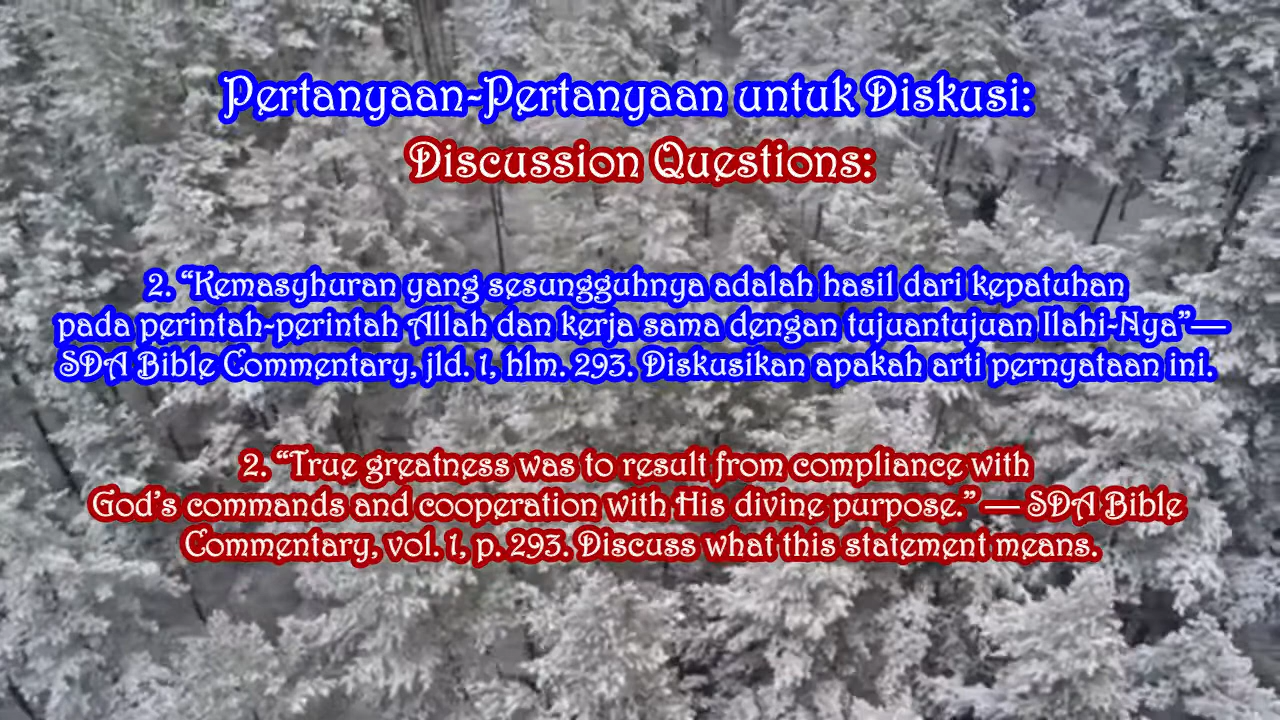 Pertanyaan-Pertanyaan untuk Diskusi:
Discussion Questions:
2. “Kemasyhuran yang sesungguhnya adalah hasil dari kepatuhan
pada perintah-perintah Allah dan kerja sama dengan tujuantujuan Ilahi-Nya”—
SDA Bible Commentary, jld. 1, hlm. 293. Diskusikan apakah arti pernyataan ini.
2. “True greatness was to result from compliance with
God’s commands and cooperation with His divine purpose.” — SDA Bible
Commentary, vol. 1, p. 293. Discuss what this statement means.